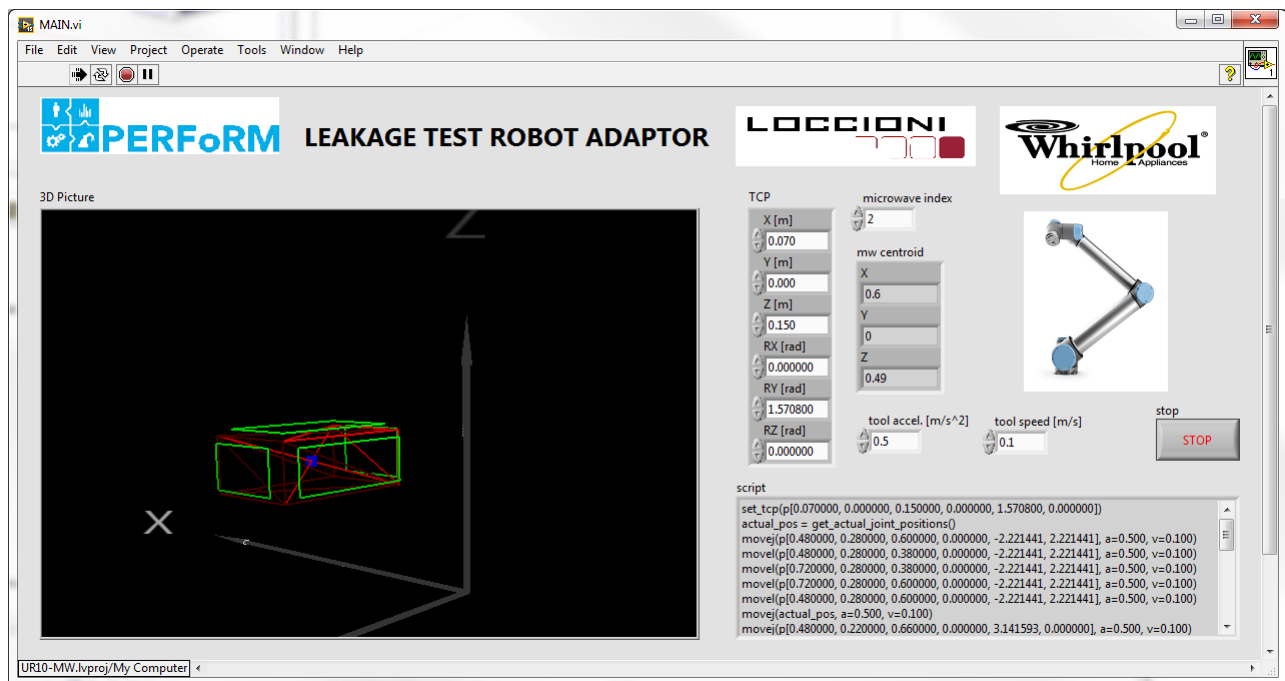 MAIN.vi
File Edit View Project Operate Tools Window Help
PERFoRM
LEAKAGE TEST ROBOT ADAPTOR
LOCCIONI
Whirlpool®
Home Appliances
3D Picture
Z
X
TCP
X [m]
0.070
Y [m]
0.000
Z [m]
0.150
RX [rad]
0.000000
RY [rad]
1.570800
RZ [rad]
0.000000
microwave index
2
mw centroid
X
0.6
Y
0
Z
0.49
tool accel. [m/s^2]
0.5
tool speed [m/s]
0.1
stop
STOP
script
set_tcp(p[0.070000, 0.000000, 0.150000, 0.000000, 1.570800, 0.000000])
actual_pos = get_actual_joint_positions()
movej(p[0.480000, 0.280000, 0.600000, 0.000000, -2.221441, 2.221441], a=0.500, v=0.100)
movel(p[0.480000, 0.280000, 0.380000, 0.000000, -2.221441, 2.221441], a=0.500, v=0.100)
movel(p[0.720000, 0.280000, 0.380000, 0.000000, -2.221441, 2.221441], a=0.500, v=0.100)
movel(p[0.720000, 0.280000, 0.600000, 0.000000, -2.221441, 2.221441], a=0.500, v=0.100)
movel(p[0.480000, 0.280000, 0.600000, 0.000000, -2.221441, 2.221441], a=0.500, v=0.100)
movej(actual_pos, a=0.500, v=0.100)
movej(p[0.480000, 0.220000, 0.660000, 0.000000, 3.141593, 0.000000], a=0.500, v=0.100)
UR10-MW.lvproj/My Computer